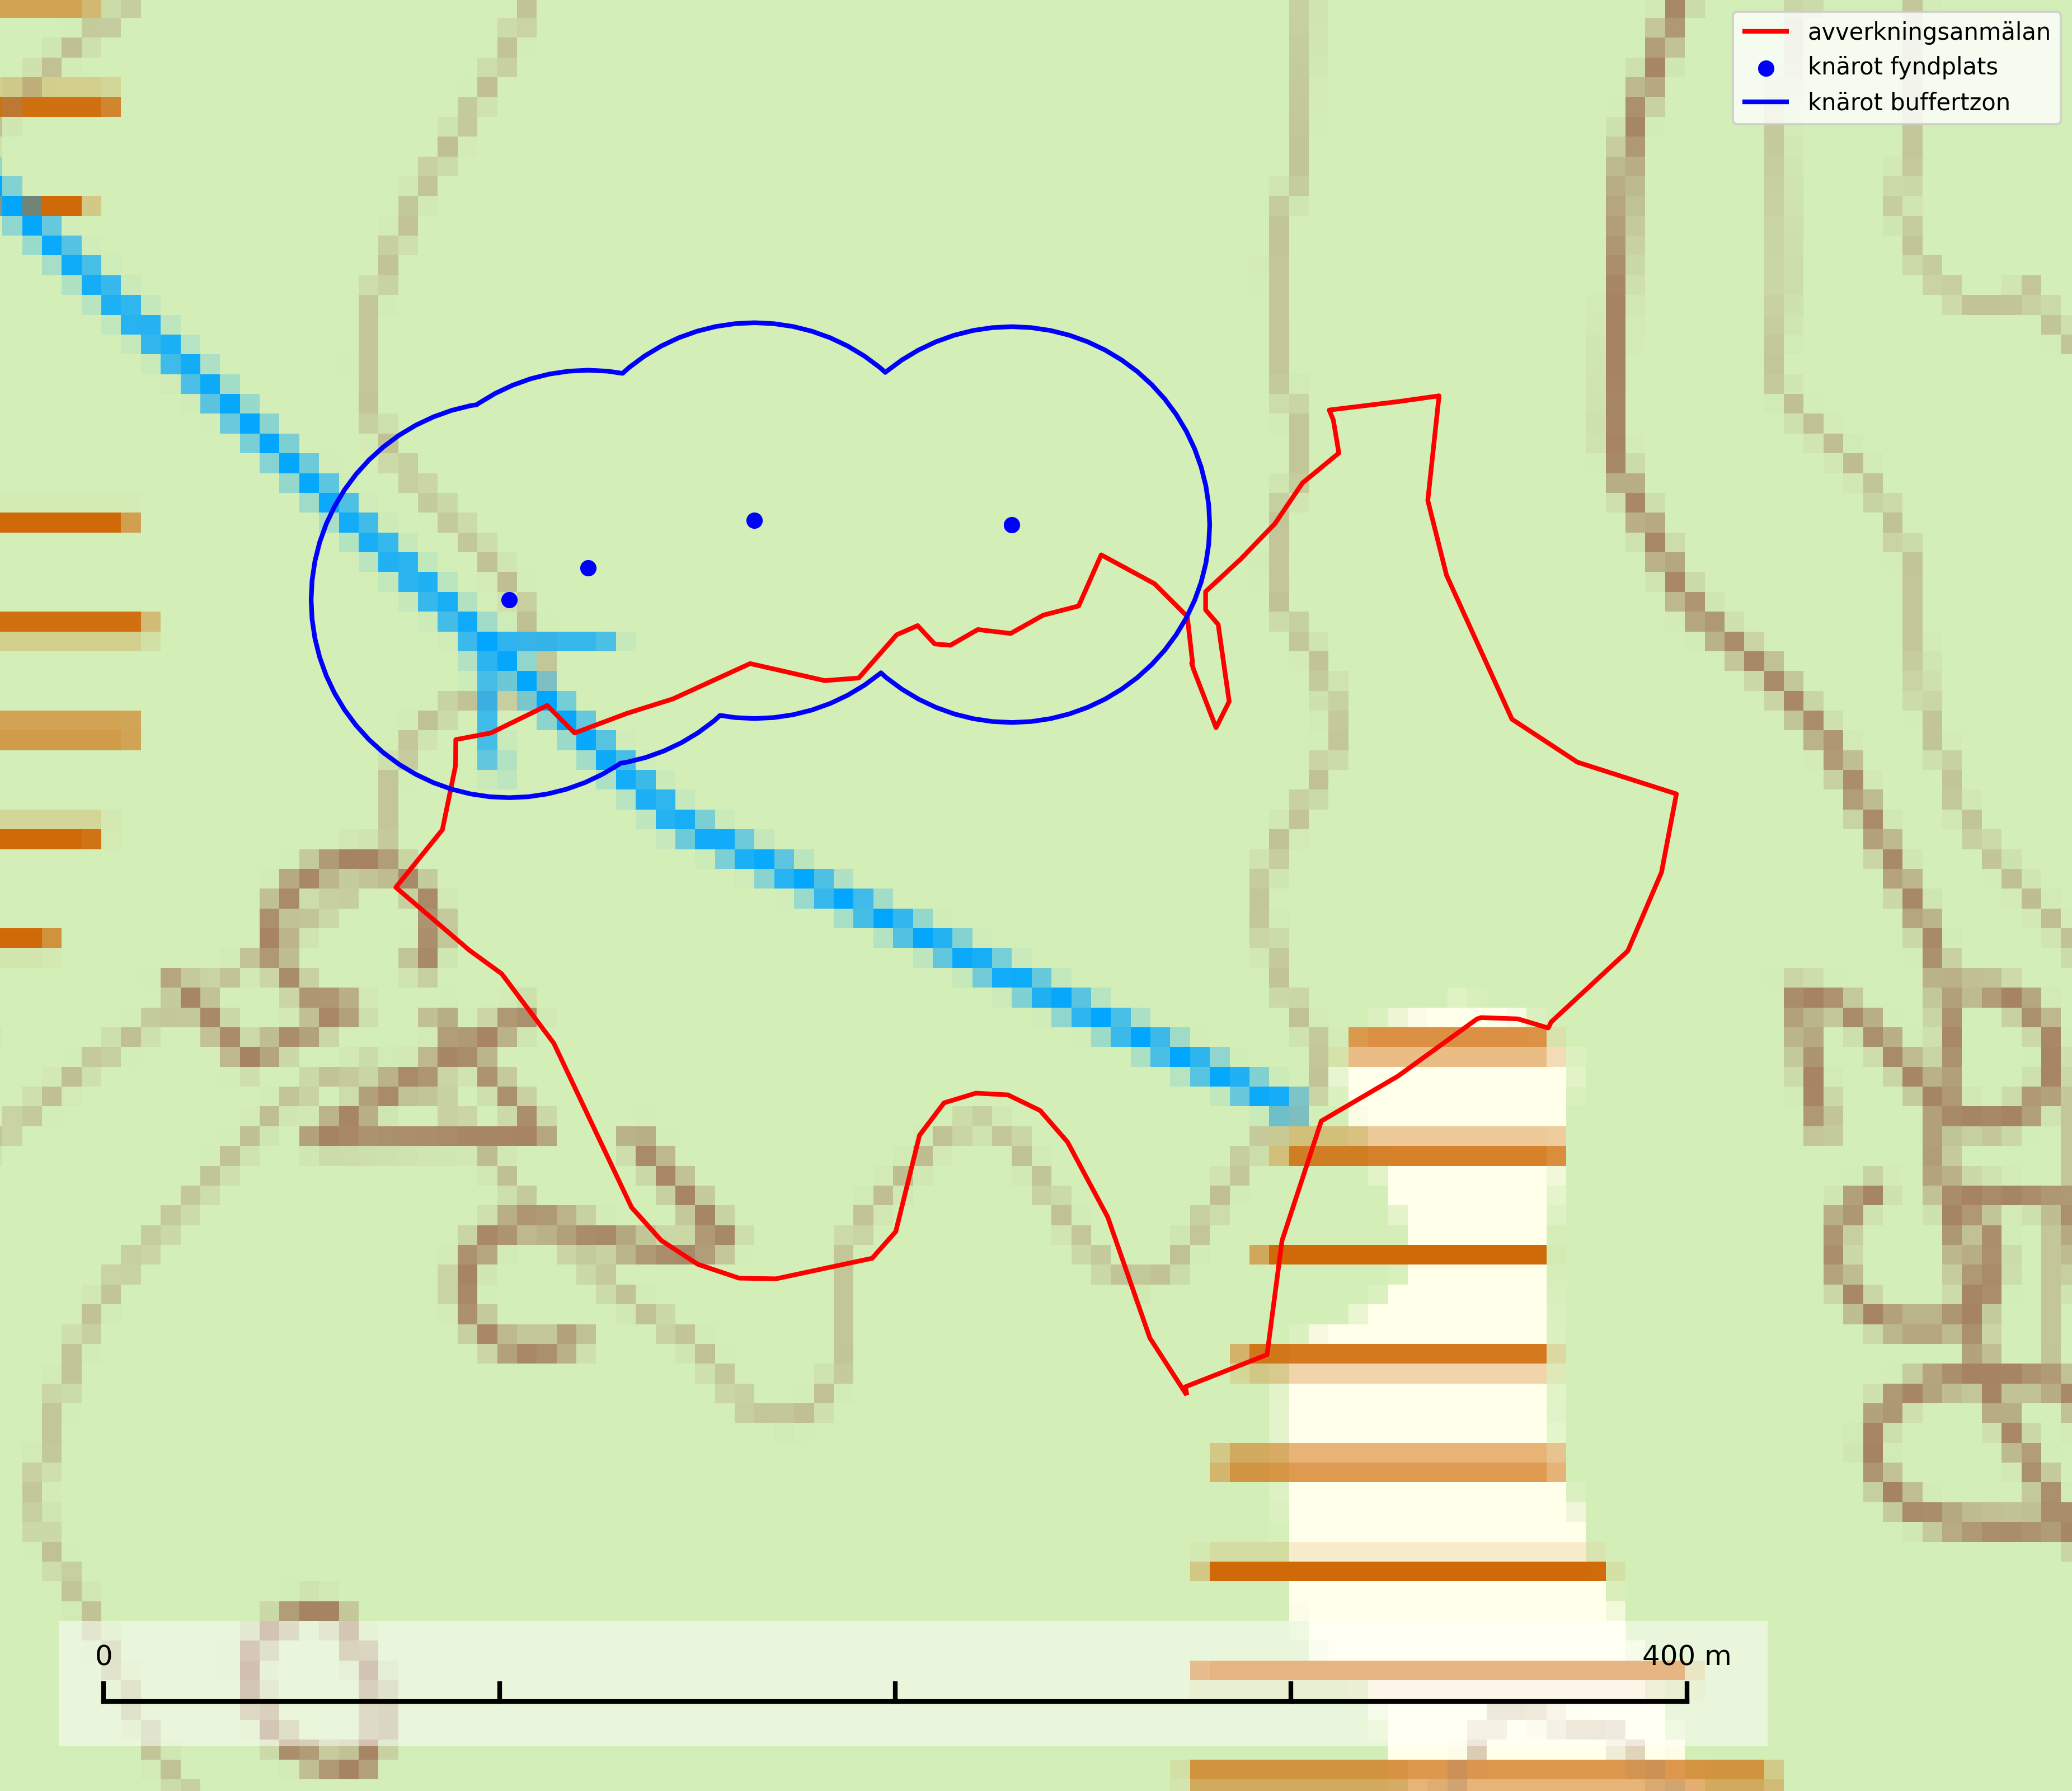 avverkningsanmälan
knärot fyndplats
knärot buffertzon
0
400 m